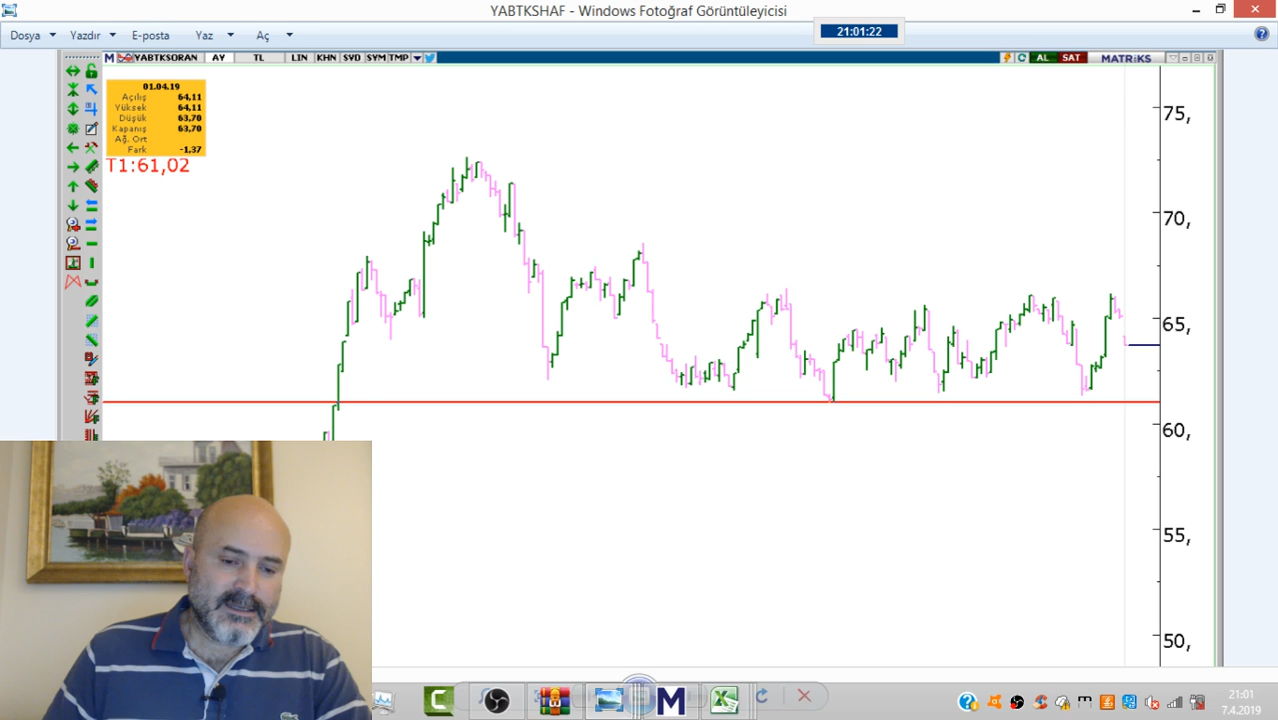 YABTKSHAF - Windows Fotoğraf Görüntüleyicisi
21:01:22
Dosya Yazdır E-posta Yaz Aç
M YABTKSORAN AY TL LIN KHN SVD SYM TMP AL SAT MATRİKS
01.04.19
Açılış 64,11
Yüksek 64,11
Düşük 63,70
Kapanış 63,70
Ağ. Ort
Fark -1,37
T1:61,02
75,
70,
65,
60,
55,
50,
21:01
7.4.2019